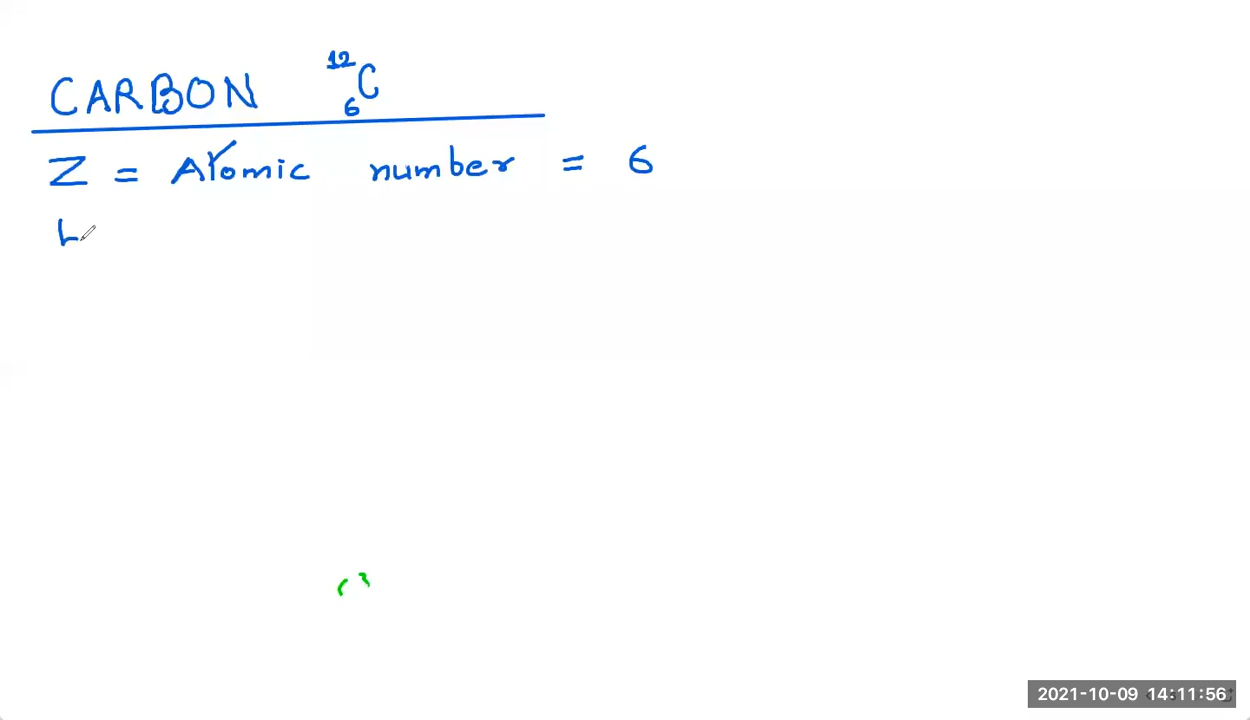 CARBON ¹²₆C
Z = Atomic number = 6
2021-10-09 14:11:56